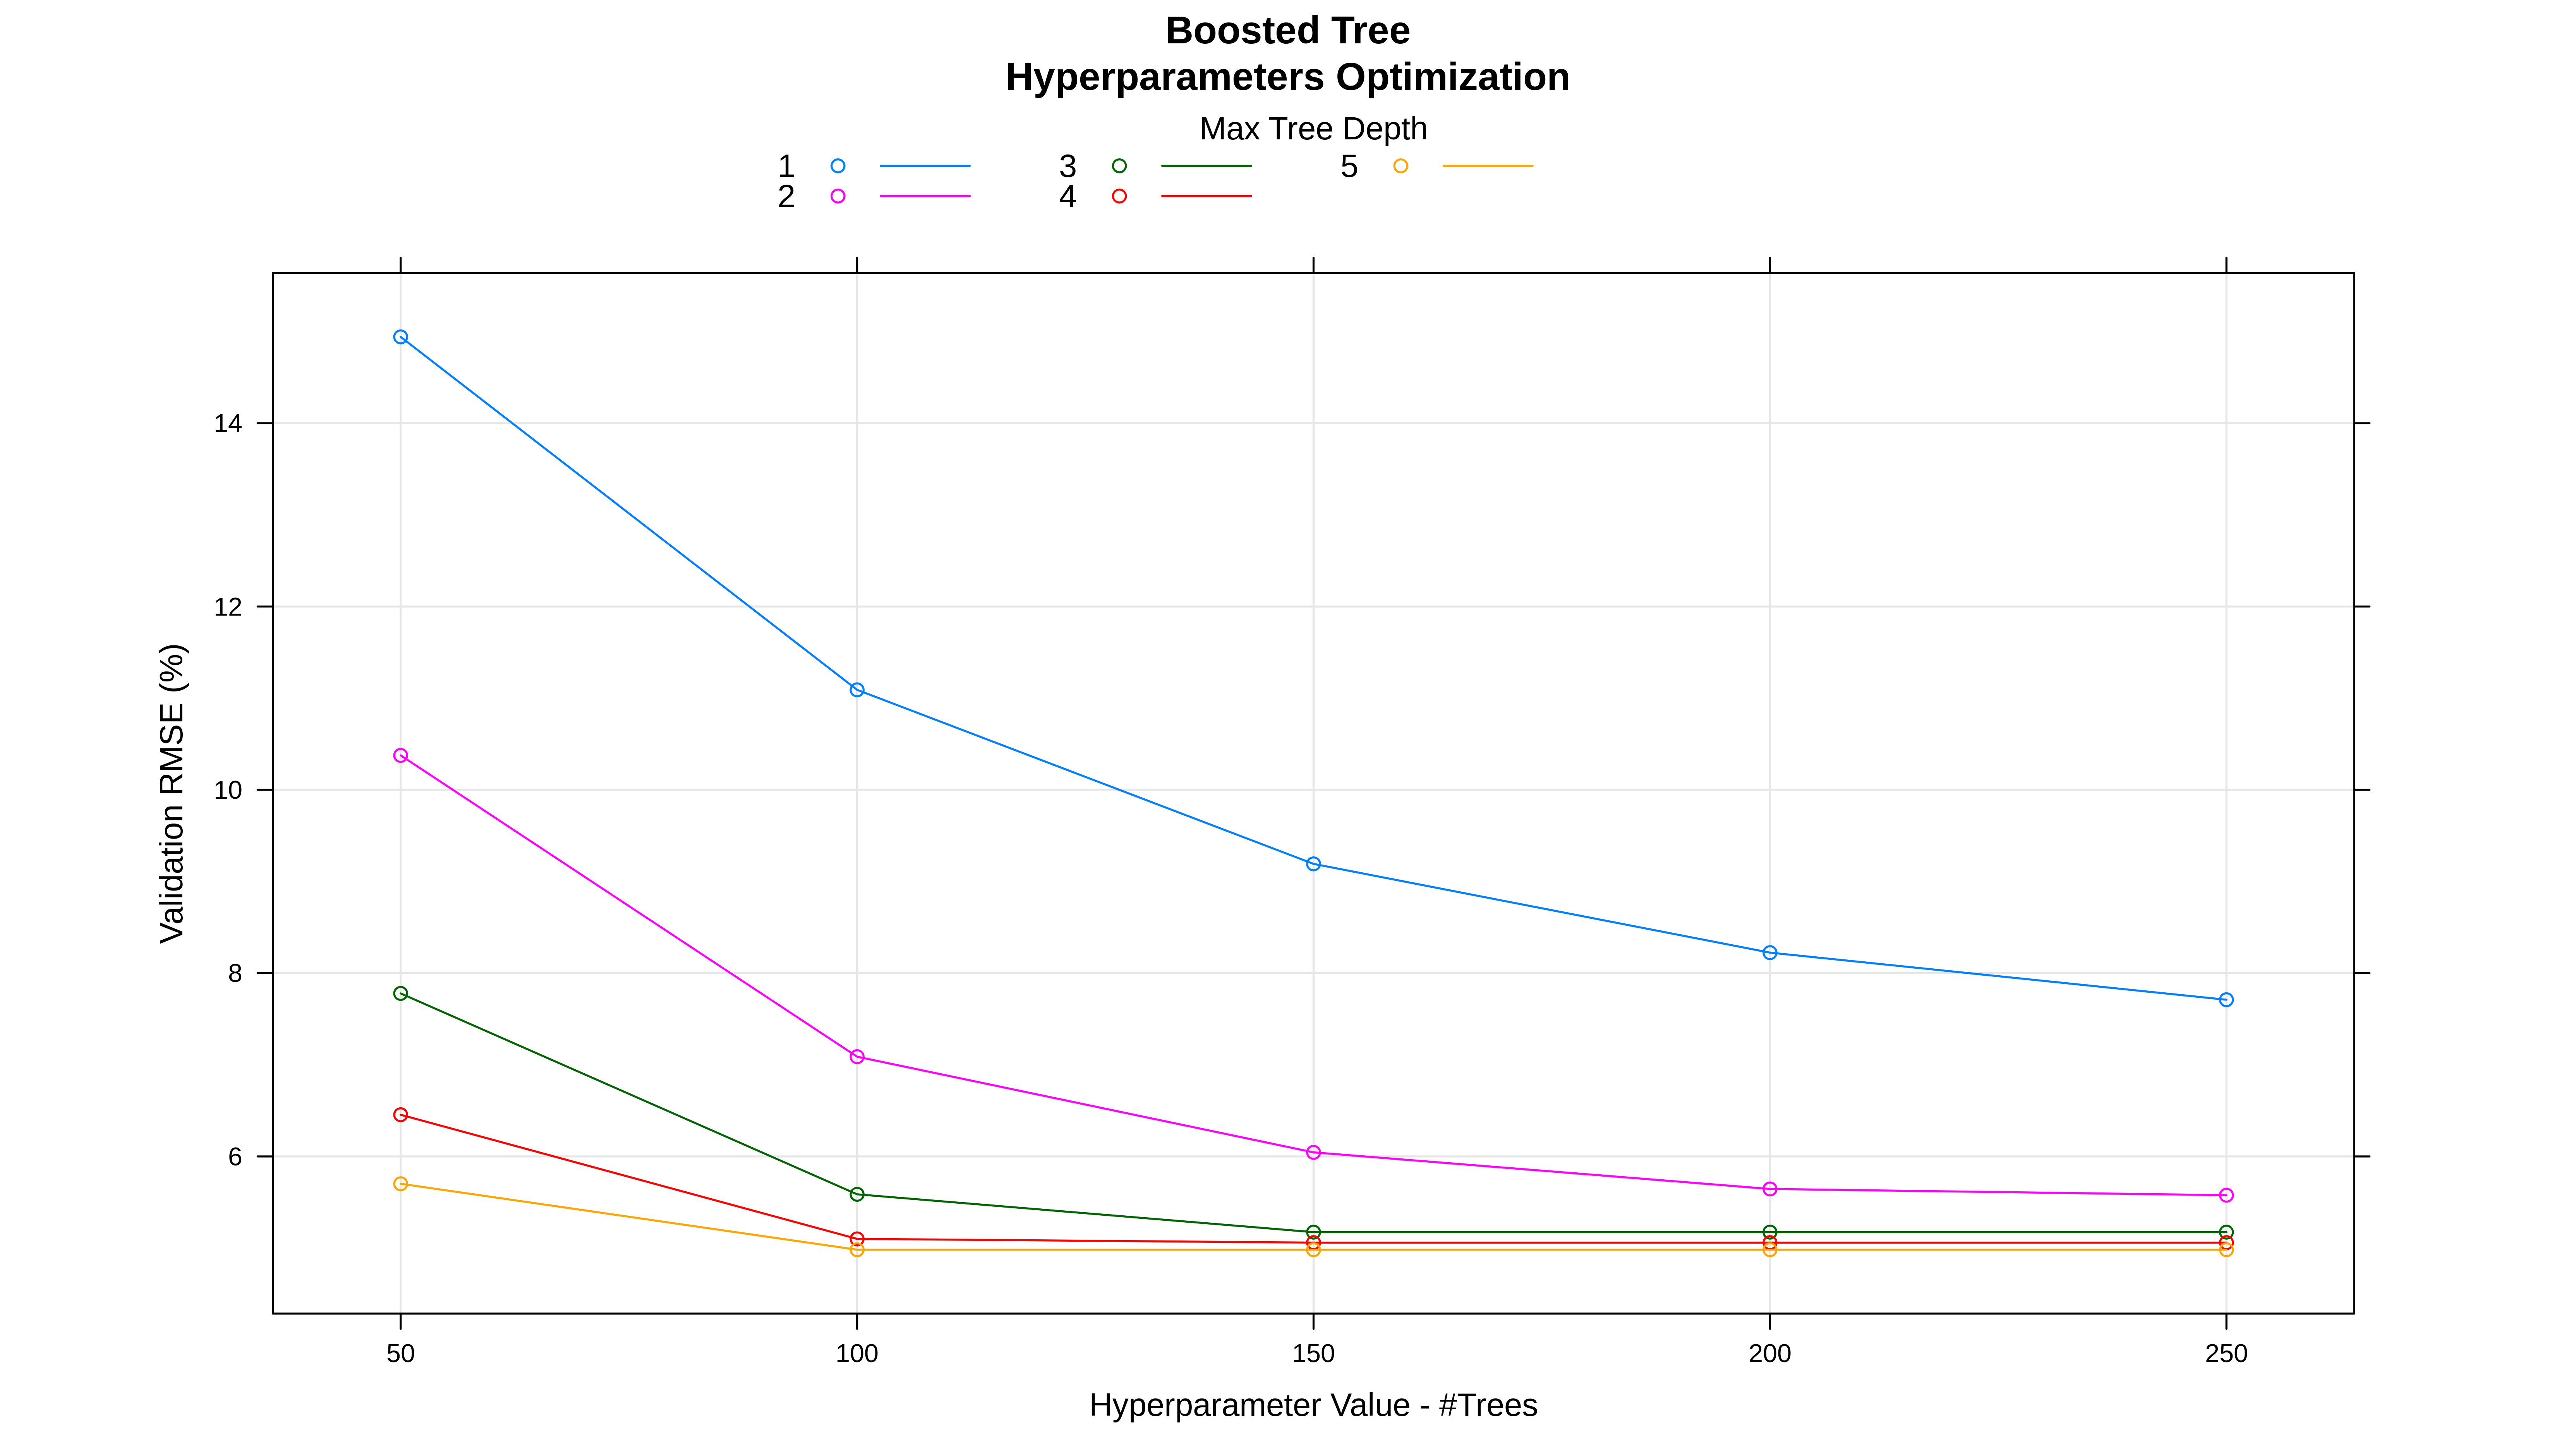 Boosted Tree
Hyperparameters Optimization
Max Tree Depth
1 3 5
2 4
Validation RMSE (%)
14
12
10
8
6
50 100 150 200 250
Hyperparameter Value - #Trees